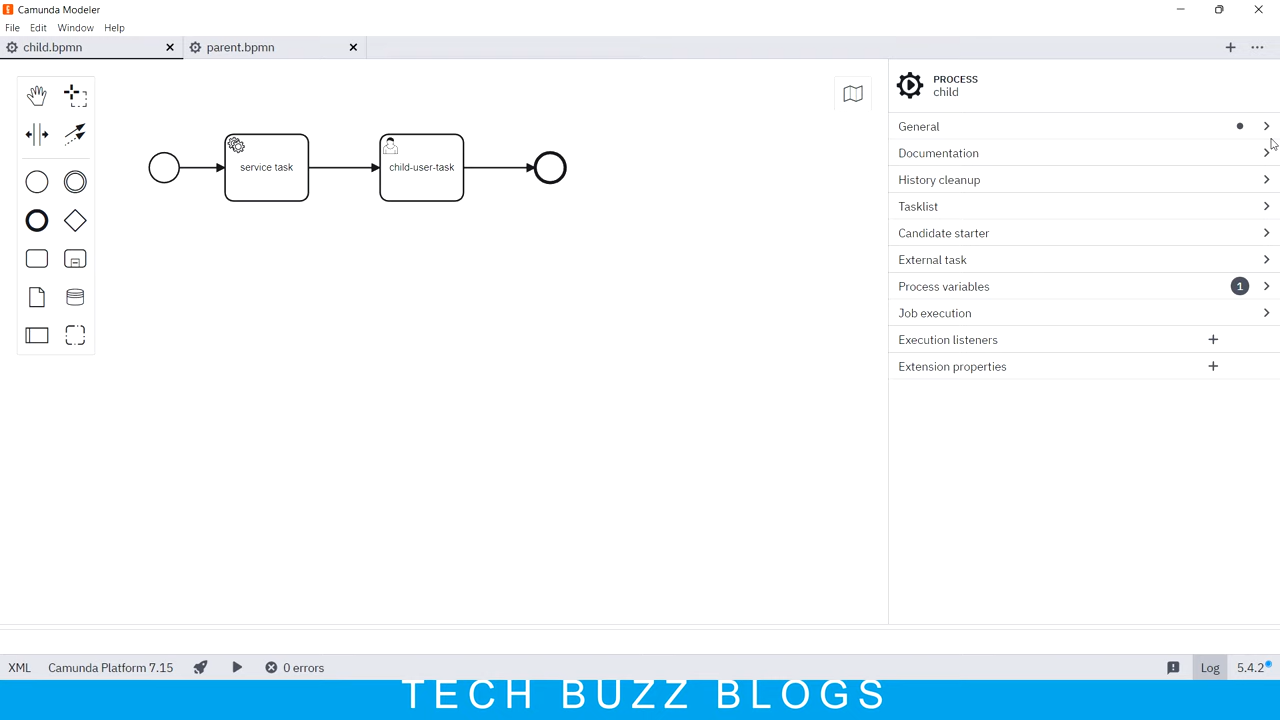 Camunda Modeler
File Edit Window Help
child.bpmn parent.bpmn
PROCESS
child
General
Documentation
History cleanup
Tasklist
Candidate starter
External task
Process variables 1
Job execution
Execution listeners
Extension properties
service task
child-user-task
XML Camunda Platform 7.15 0 errors Log 5.4.2
TECH BUZZ BLOGS